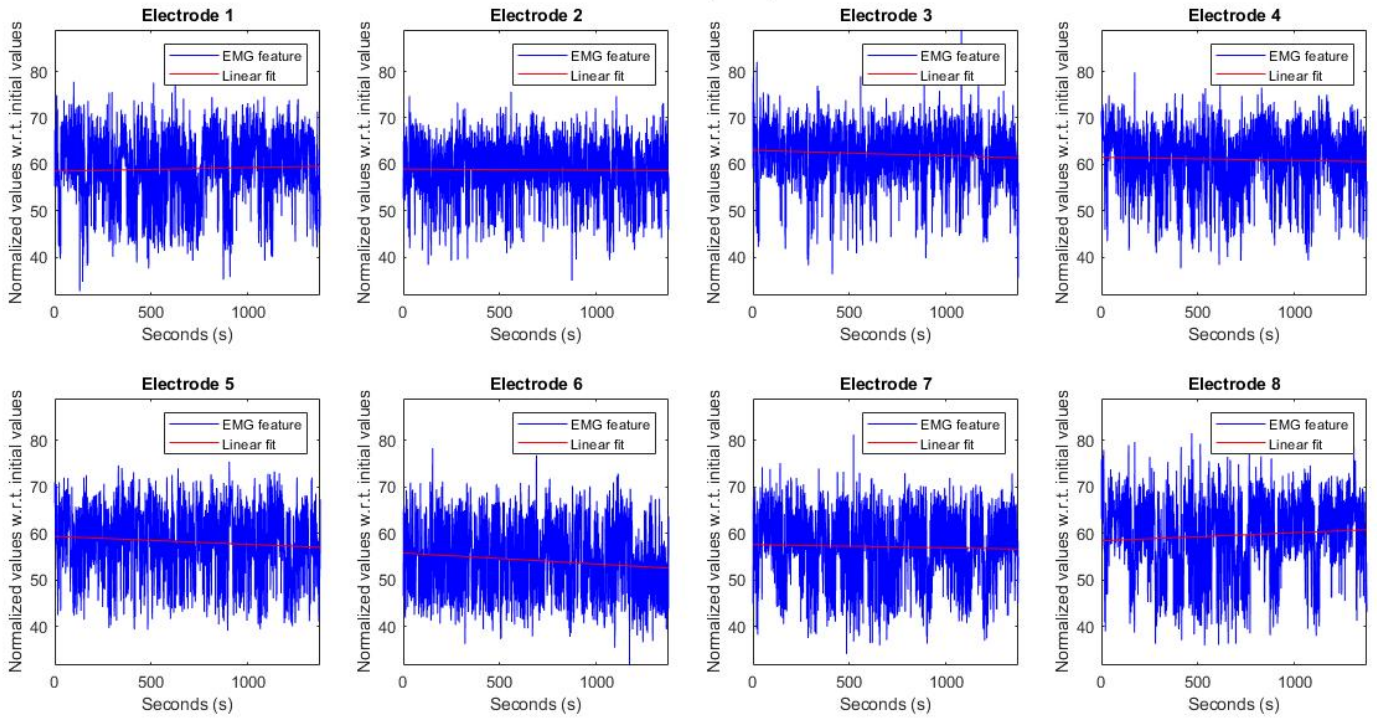 Electrode 1
Normalized values w.r.t. initial values
80
70
60
50
40
EMG feature
Linear fit
0
500
1000
Seconds (s)
Electrode 2
Normalized values w.r.t. initial values
80
70
60
50
40
EMG feature
Linear fit
0
500
1000
Seconds (s)
Electrode 3
Normalized values w.r.t. initial values
80
70
60
50
40
EMG feature
Linear fit
0
500
1000
Seconds (s)
Electrode 4
Normalized values w.r.t. initial values
80
70
60
50
40
EMG feature
Linear fit
0
500
1000
Seconds (s)
Electrode 5
Normalized values w.r.t. initial values
80
70
60
50
40
EMG feature
Linear fit
0
500
1000
Seconds (s)
Electrode 6
Normalized values w.r.t. initial values
80
70
60
50
40
EMG feature
Linear fit
0
500
1000
Seconds (s)
Electrode 7
Normalized values w.r.t. initial values
80
70
60
50
40
EMG feature
Linear fit
0
500
1000
Seconds (s)
Electrode 8
Normalized values w.r.t. initial values
80
70
60
50
40
EMG feature
Linear fit
0
500
1000
Seconds (s)